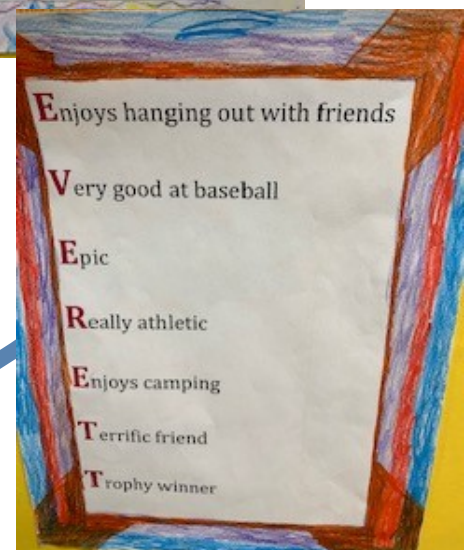 Enjoys hanging out with friends
Very good at baseball
Epic
Really athletic
Enjoys camping
Terrific friend
Trophy winner